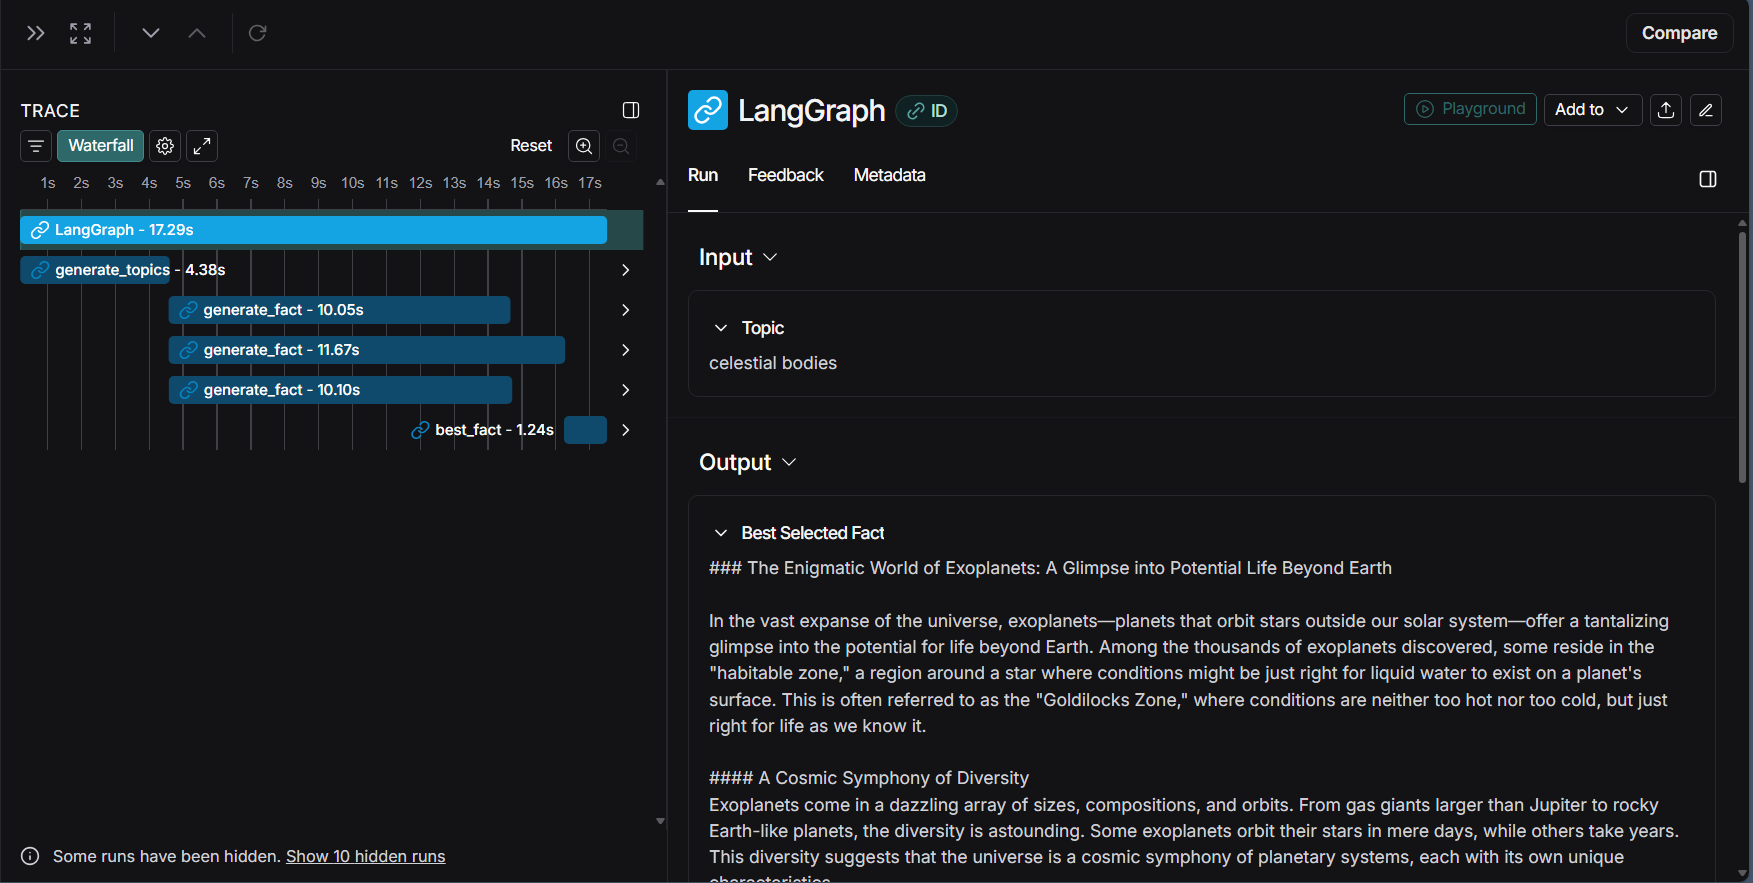 Compare
TRACE
Waterfall
Reset
1s 2s 3s 4s 5s 6s 7s 8s 9s 10s 11s 12s 13s 14s 15s 16s 17s
LangGraph - 17.29s
generate_topics - 4.38s
generate_fact - 10.05s
generate_fact - 11.67s
generate_fact - 10.10s
best_fact - 1.24s
Some runs have been hidden. Show 10 hidden runs
LangGraph
ID
Playground
Add to
Run Feedback Metadata
Input
Topic
celestial bodies
Output
Best Selected Fact
### The Enigmatic World of Exoplanets: A Glimpse into Potential Life Beyond Earth
In the vast expanse of the universe, exoplanets—planets that orbit stars outside our solar system—offer a tantalizing
glimpse into the potential for life beyond Earth. Among the thousands of exoplanets discovered, some reside in the
"habitable zone," a region around a star where conditions might be just right for liquid water to exist on a planet's
surface. This is often referred to as the "Goldilocks Zone," where conditions are neither too hot nor too cold, but just
right for life as we know it.
#### A Cosmic Symphony of Diversity
Exoplanets come in a dazzling array of sizes, compositions, and orbits. From gas giants larger than Jupiter to rocky
Earth-like planets, the diversity is astounding. Some exoplanets orbit their stars in mere days, while others take years.
This diversity suggests that the universe is a cosmic symphony of planetary systems, each with its own unique
characteristics.